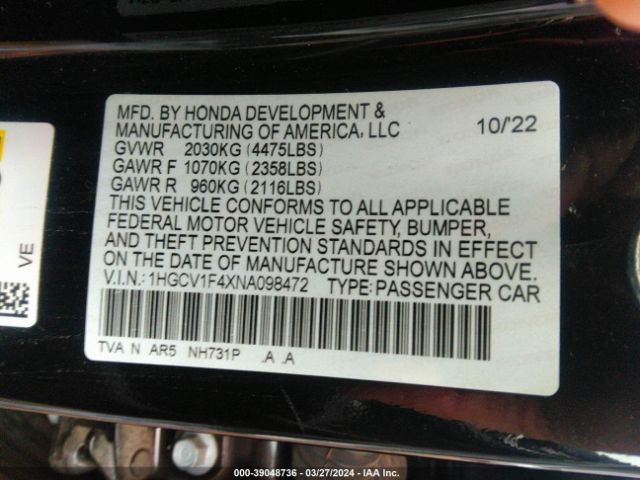 MFD. BY HONDA DEVELOPMENT &
MANUFACTURING OF AMERICA, LLC 10/'22
GVWR 2030KG (4475LBS)
GAWR F 1070KG (2358LBS)
GAWR R 960KG (2116LBS)
THIS VEHICLE CONFORMS TO ALL APPLICABLE
FEDERAL MOTOR VEHICLE SAFETY, BUMPER,
AND THEFT PREVENTION STANDARDS IN EFFECT
ON THE DATE OF MANUFACTURE SHOWN ABOVE.
V.I.N.: 1HGCV1F4XNA098472 TYPE: PASSENGER CAR
TVA N AR5 NH731P .A .A
VE
000-39048736 - 03/27/2024 - IAA Inc.